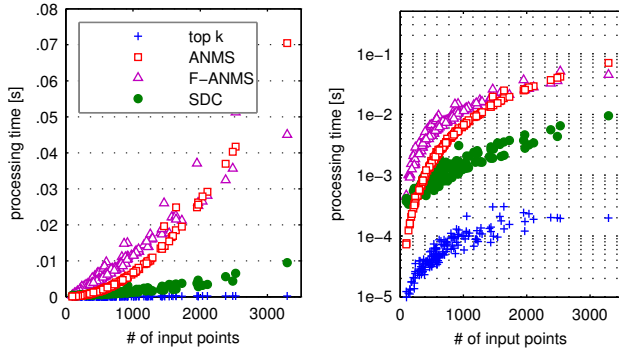 .08
.07
.06
.05
.04
.03
.02
.01
0
processing time [s]
top k
ANMS
F-ANMS
SDC
0 1000 2000 3000
# of input points
1e-1
1e-2
1e-3
1e-4
1e-5
processing time [s]
0 1000 2000 3000
# of input points